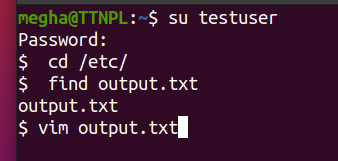 megha@TTNPL:~$ su testuser
Password:
$  cd /etc/
$  find output.txt
output.txt
$ vim output.txt